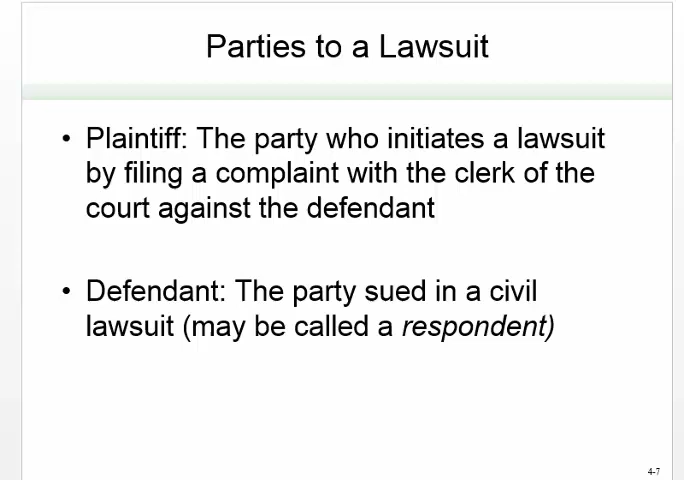 Parties to a Lawsuit
• Plaintiff: The party who initiates a lawsuit
by filing a complaint with the clerk of the
court against the defendant
• Defendant: The party sued in a civil
lawsuit (may be called a respondent)
4-7